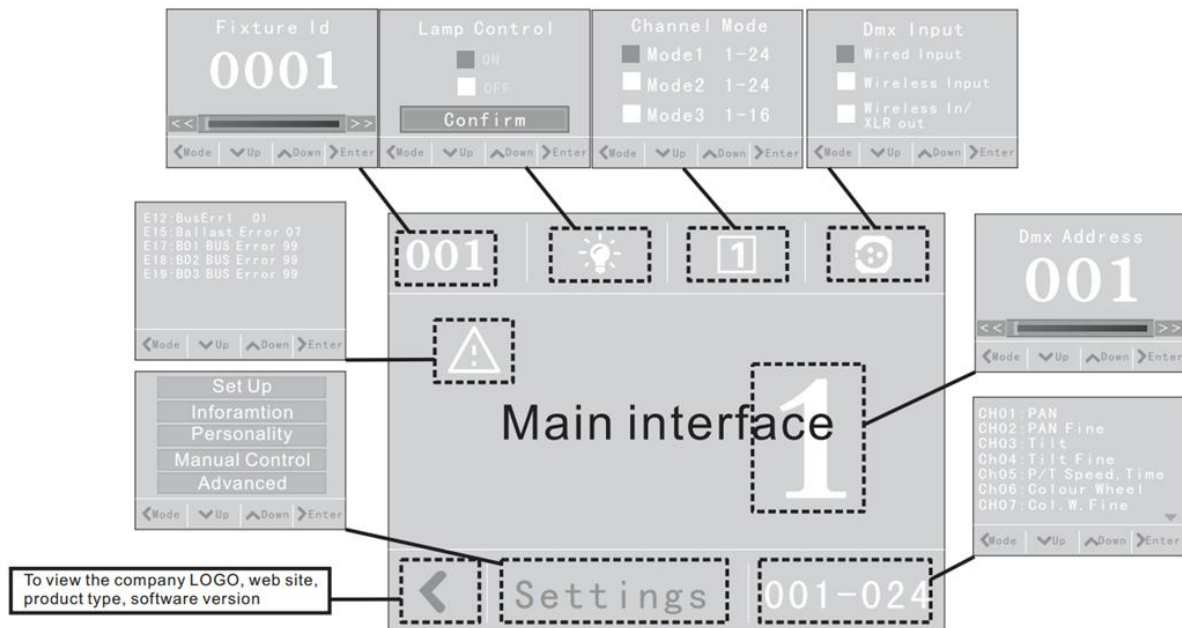 Fixture Id
0001
<< >>
Mode Up Down Enter
Lamp Control
ON
OFF
Confirm
Mode Up Down Enter
Channel Mode
Mode1 1-24
Mode2 1-24
Mode3 1-16
Mode Up Down Enter
Dmx Input
Wired Input
Wireless Input
Wireless In/
XLR out
Mode Up Down Enter
E12:BusErr1 01
E15:Ballast Error 07
E17:BD1 BUS Error 99
E18:BD2 BUS Error 99
E19:BD3 BUS Error 99
Mode Up Down Enter
Set Up
Inforamtion
Personality
Manual Control
Advanced
Mode Up Down Enter
To view the company LOGO, web site,
product type, software version
001
1
Main interface
1
Settings
001-024
Dmx Address
001
<< >>
Mode Up Down Enter
CH01:PAN
CH02:PAN Fine
CH03:Tilt
Ch04:Tilt Fine
Ch05:P/T Speed,Time
Ch06:Colour Wheel
CH07:Col.W.Fine
Mode Up Down Enter